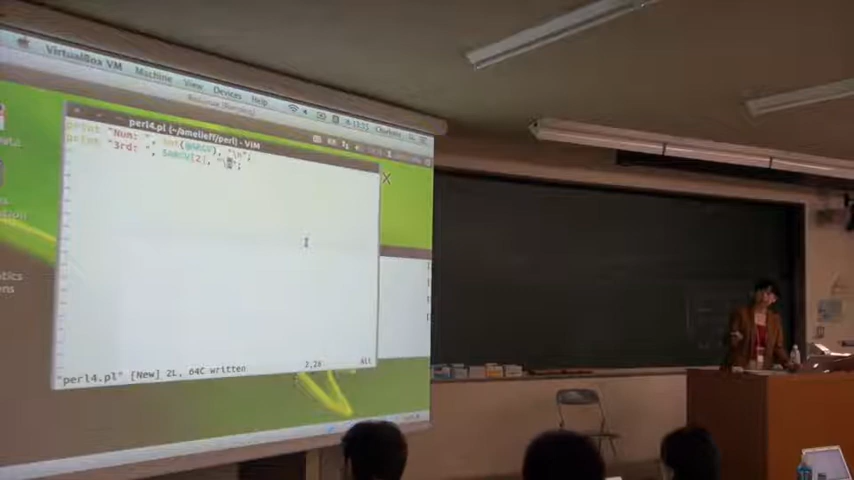 VirtualBox VM Machine View Devices Help
perl4.pl (~/amelieff/perl) - VIM
print "Num: ", int(@ARGV), "\n";
print "3rd: ", $ARGV[2], "\n";
"perl4.pl" [New] 2L, 64C written
2,28
All